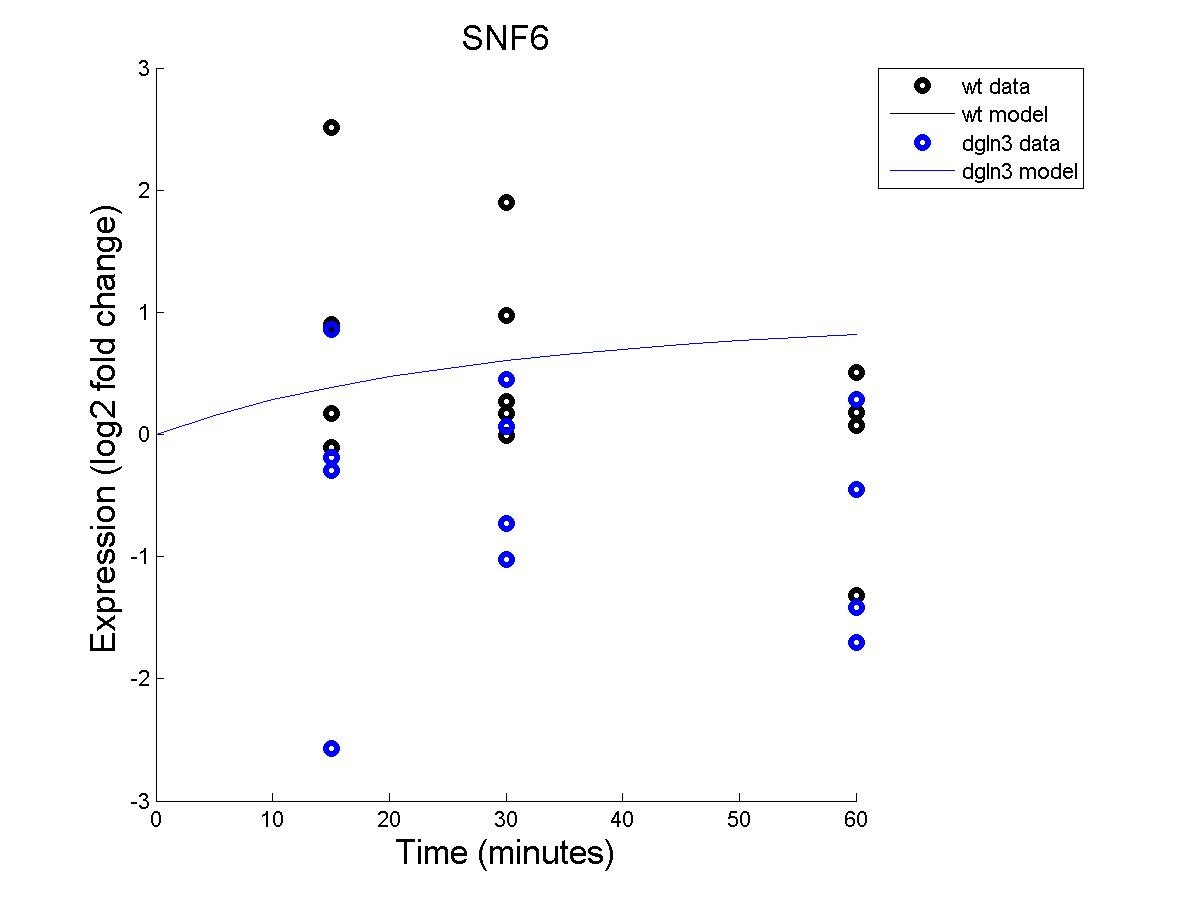 SNF6
3
2
1
0
-1
-2
-3
Expression (log2 fold change)
0 10 20 30 40 50 60
Time (minutes)
wt data
wt model
dgln3 data
dgln3 model